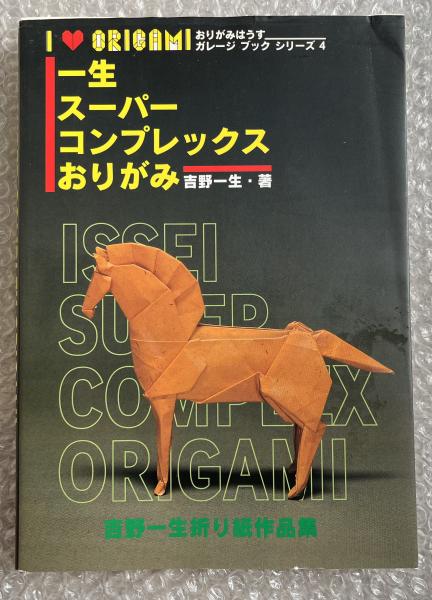 I ♥ ORIGAMI
おりがみはうす
ガレージ ブック シリーズ 4
一生
スーパー
コンプレックス
おりがみ
吉野一生・著
ISSEI
SUPER
COMPLEX
ORIGAMI
吉野一生折り紙作品集